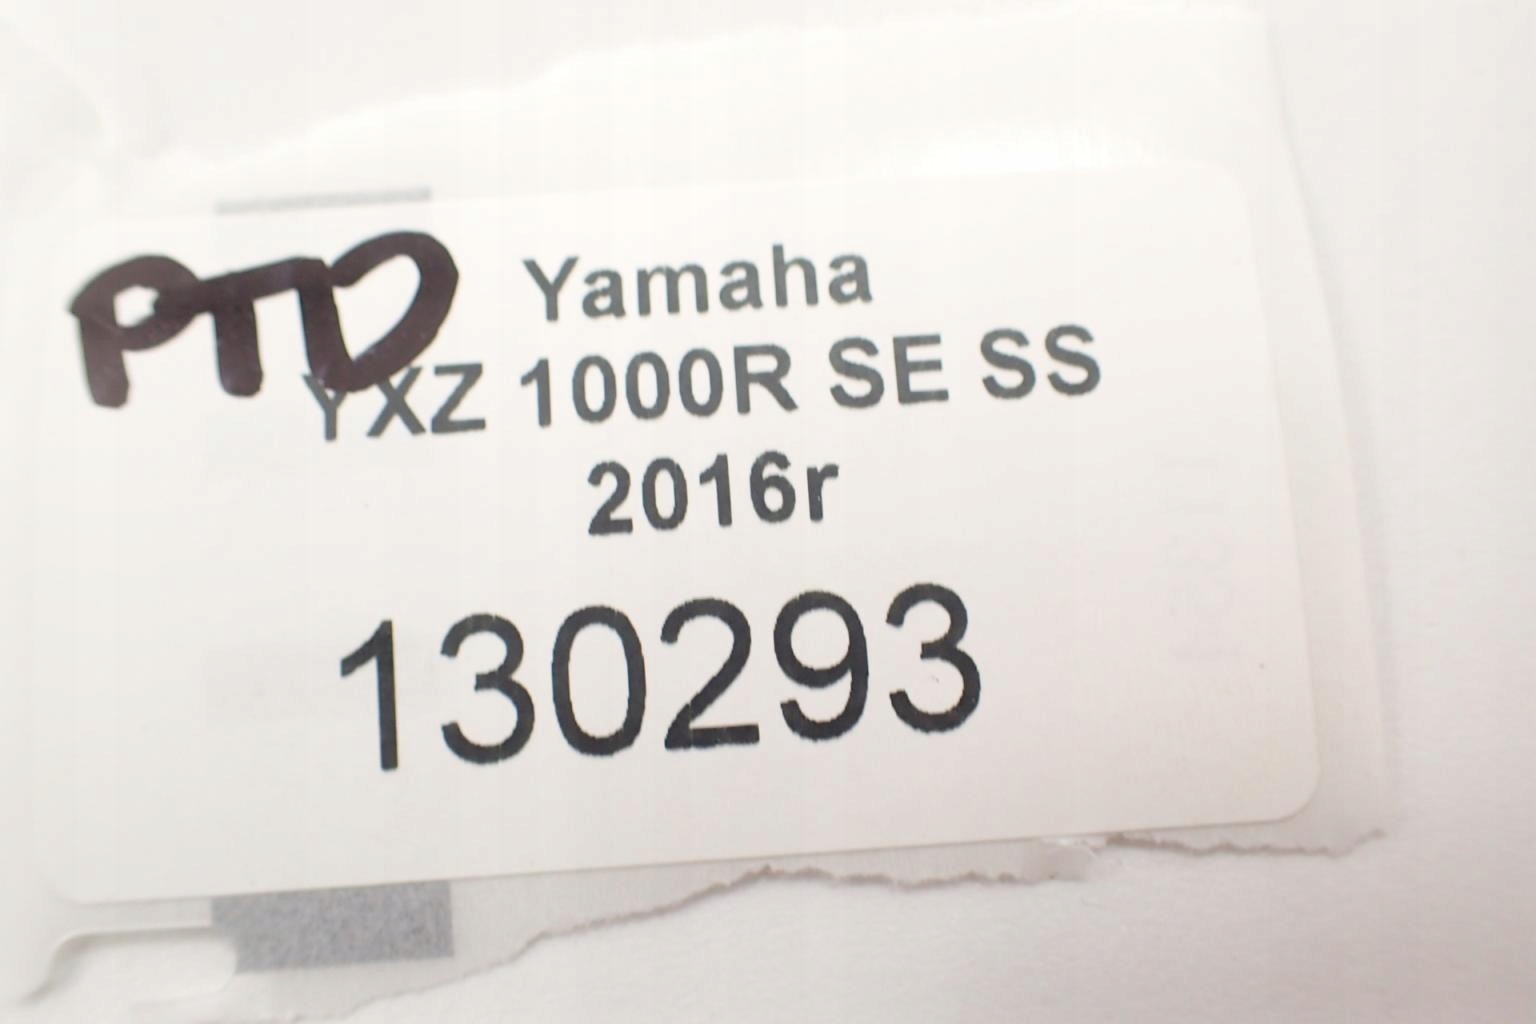 PTD
Yamaha
YXZ 1000R SE SS
2016r
130293